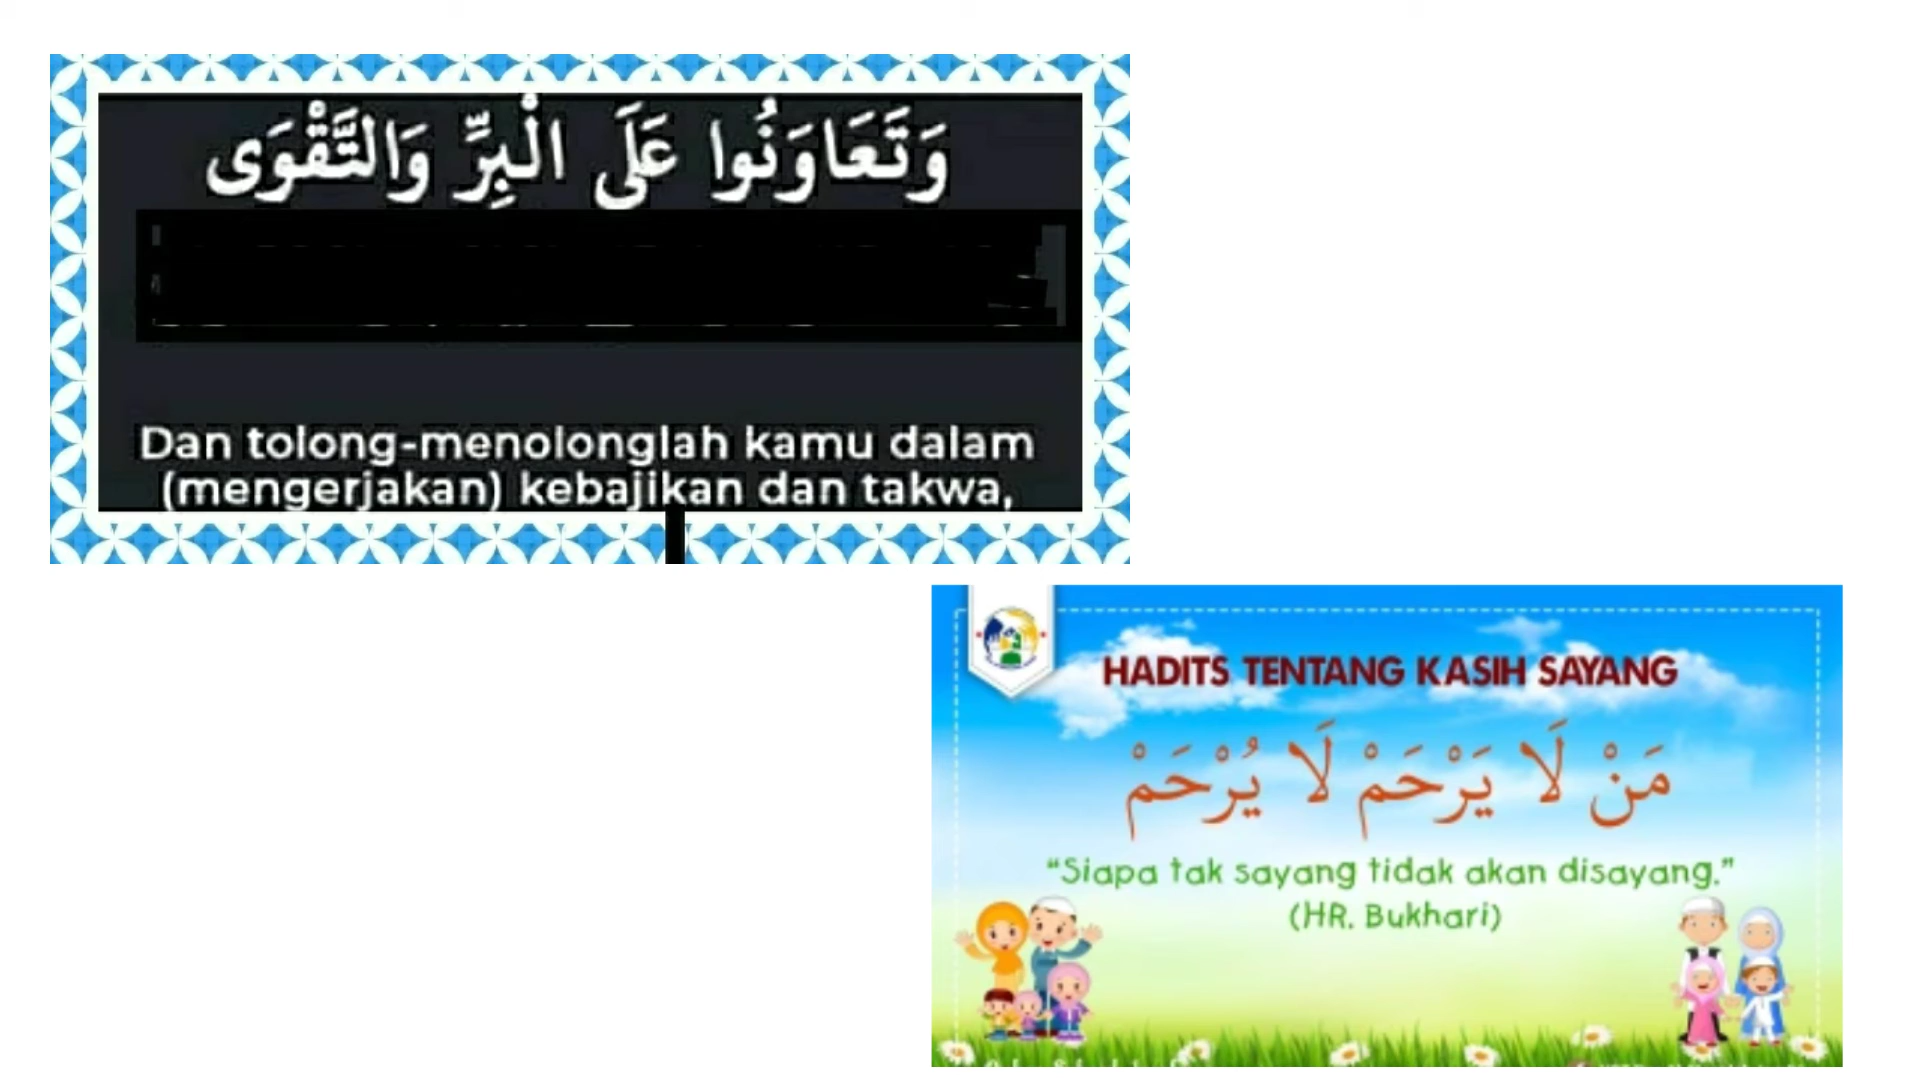 وَتَعَاوَنُوا عَلَى الْبِرِّ وَالتَّقْوَى
Dan tolong-menolonglah kamu dalam
(mengerjakan) kebajikan dan takwa,
HADITS TENTANG KASIH SAYANG
مَنْ لَا يَرْحَمْ لَا يُرْحَمْ
“Siapa tak sayang tidak akan disayang.”
(HR. Bukhari)